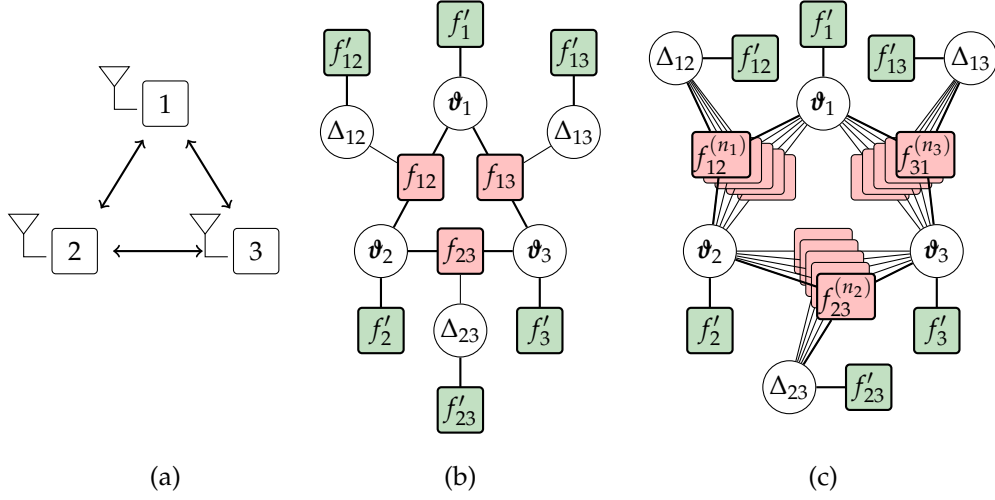 1
2
3
(a)
f′₁
f′₁₂
f′₁₃
ϑ₁
Δ₁₂
Δ₁₃
f₁₂
f₁₃
ϑ₂
f₂₃
ϑ₃
f′₂
Δ₂₃
f′₃
f′₂₃
(b)
f′₁
Δ₁₂
f′₁₂
f′₁₃
Δ₁₃
ϑ₁
f₁₂^(n₁)
f₃₁^(n₃)
ϑ₂
ϑ₃
f₂₃^(n₂)
f′₂
f′₃
Δ₂₃
f′₂₃
(c)